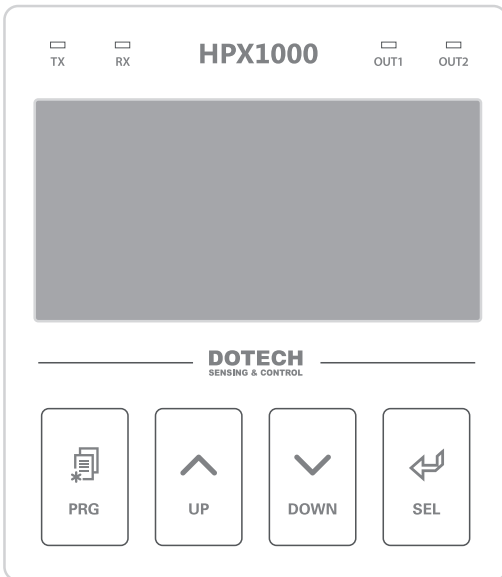 HPX1000
TX RX OUT1 OUT2
DOTECH
SENSING & CONTROL
PRG UP DOWN SEL